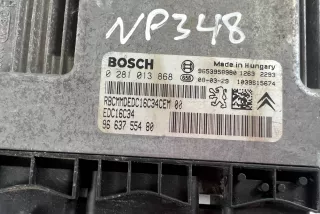 NP348
BOSCH
Made in Hungary
0 281 013 868
9653958980 1263 2293
08-03-29 1039S15674
RBCMMDEDC16C34CEM 00
EDC16C34
96 637 554 80